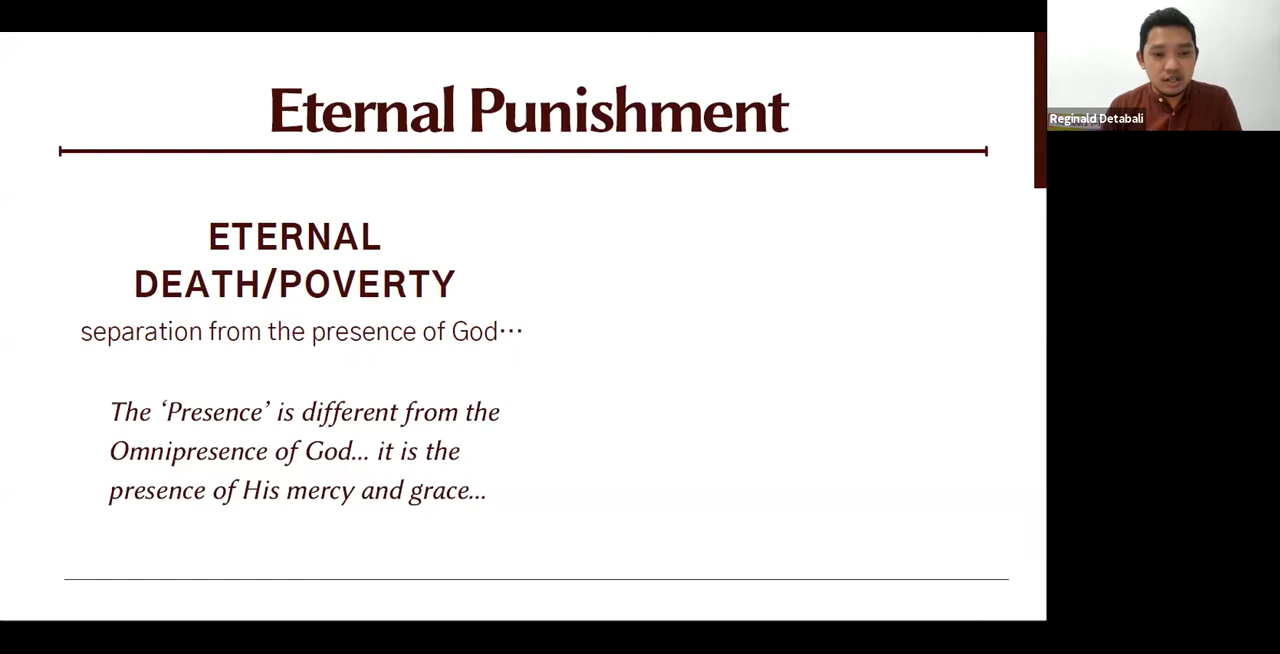 Eternal Punishment
ETERNAL
DEATH/POVERTY
separation from the presence of God…
The ‘Presence’ is different from the
Omnipresence of God... it is the
presence of His mercy and grace...
Reginald Detabali